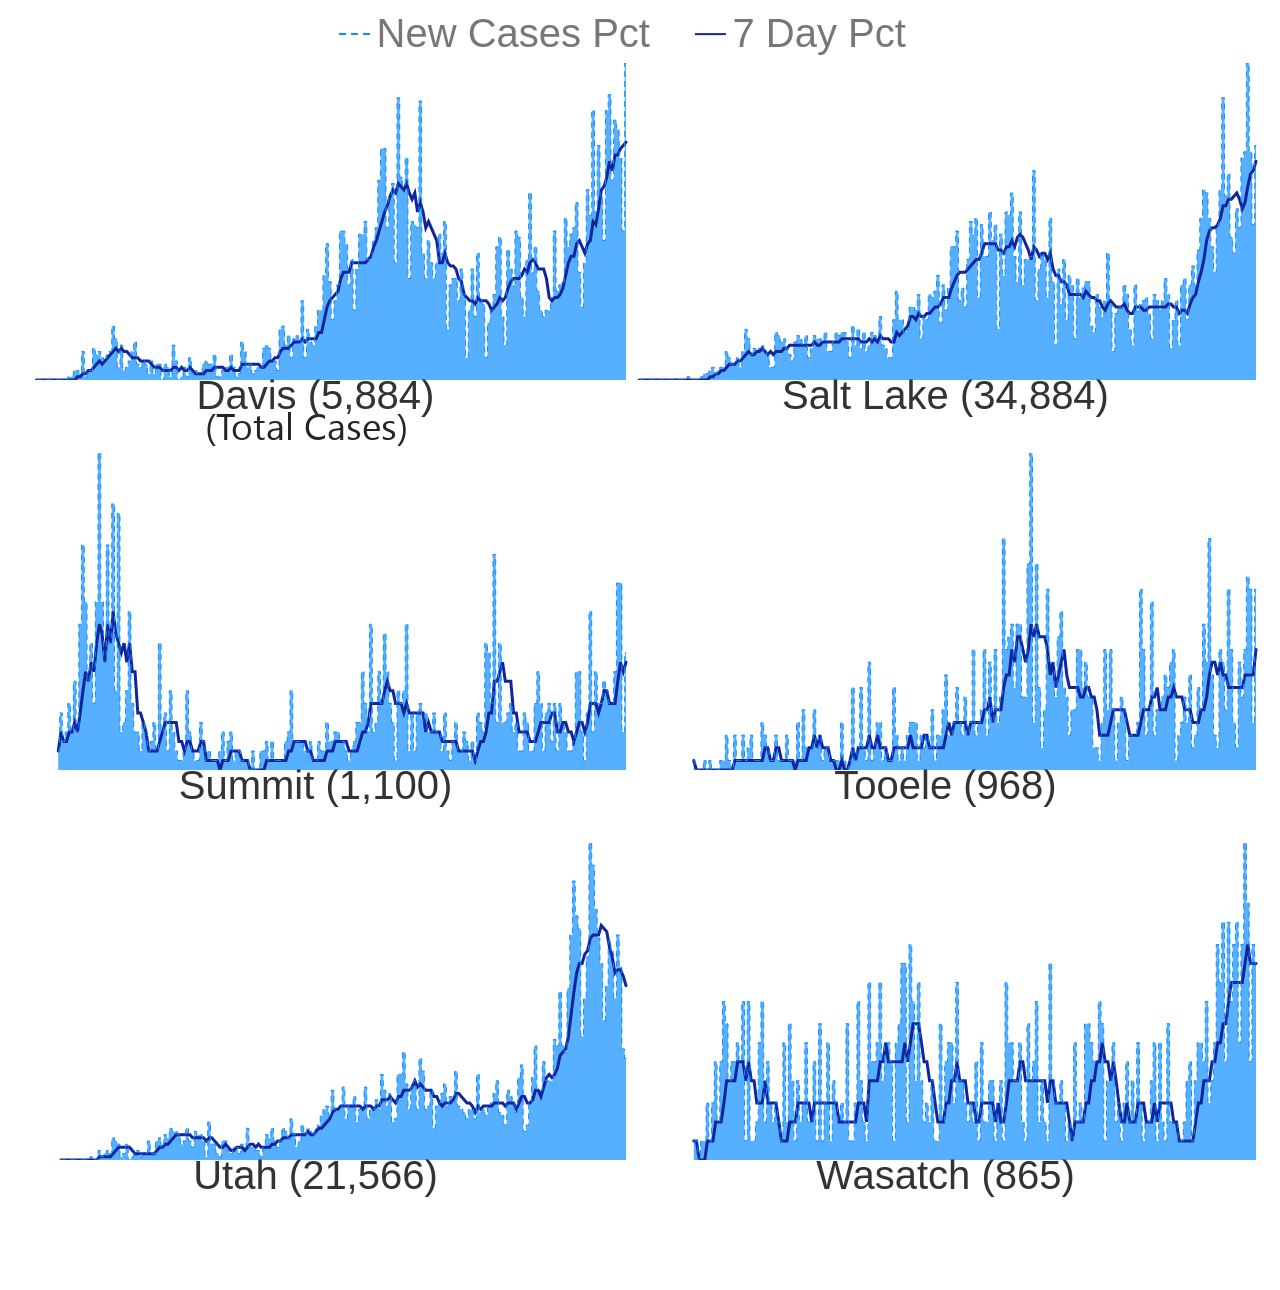 New Cases Pct 7 Day Pct
Davis (5,884) Salt Lake (34,884)
(Total Cases)
Summit (1,100) Tooele (968)
Utah (21,566) Wasatch (865)